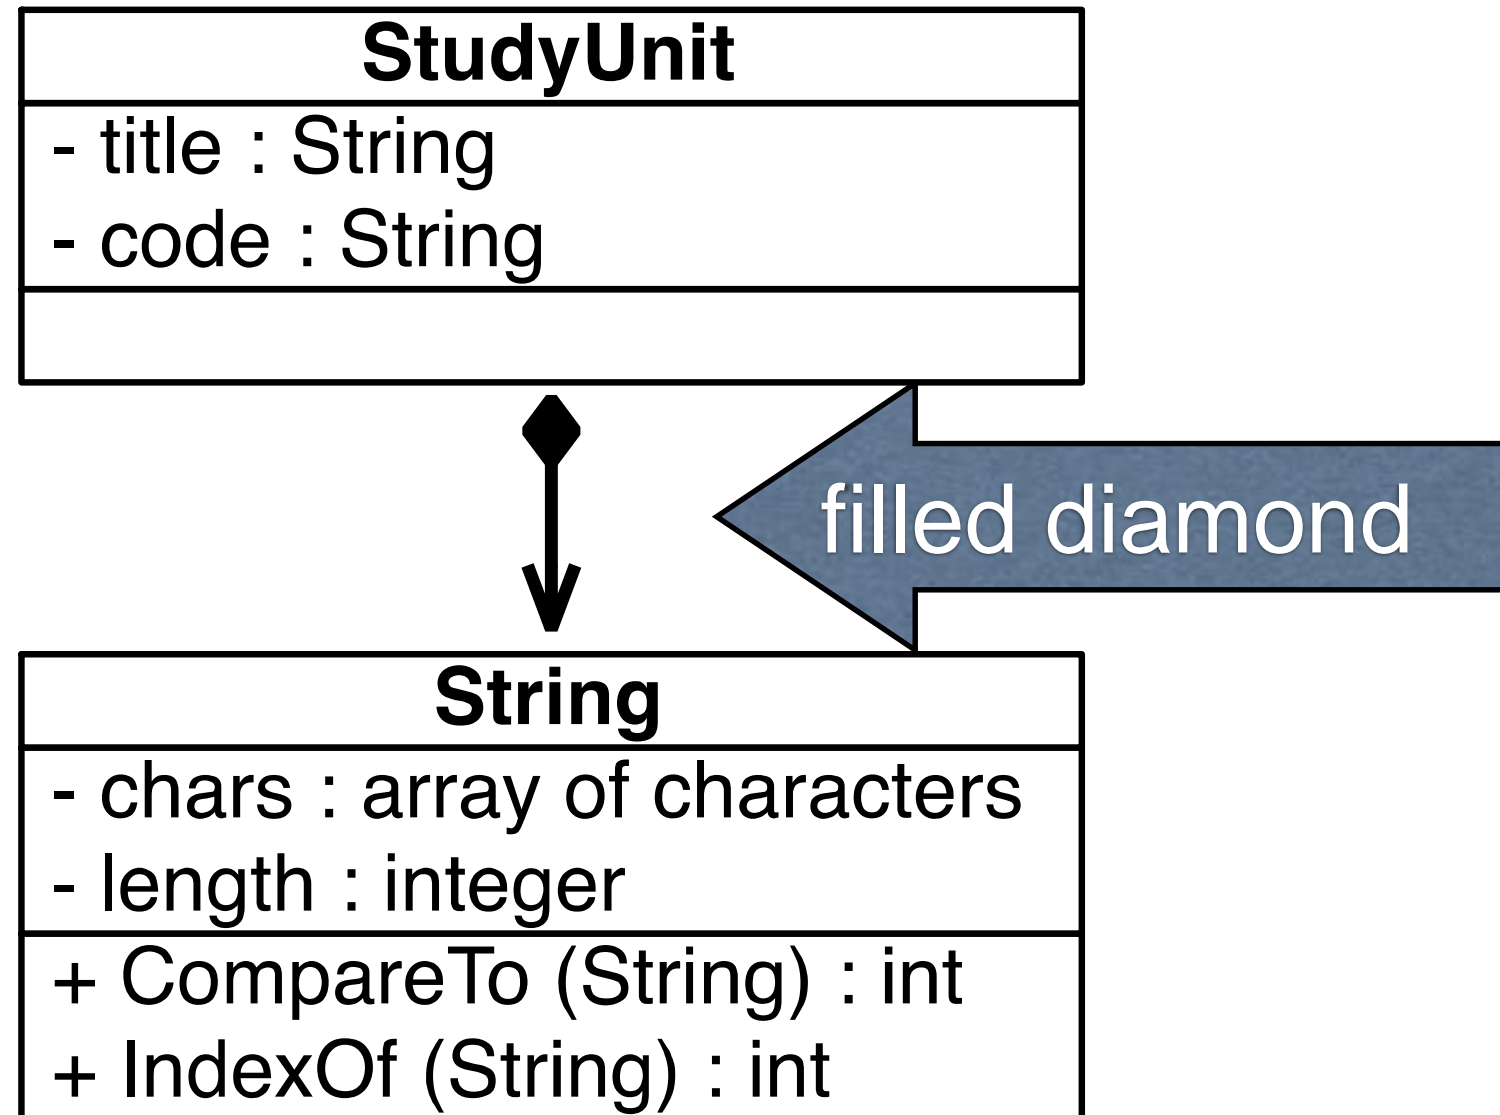 StudyUnit
- title : String
- code : String
filled diamond
String
- chars : array of characters
- length : integer
+ CompareTo (String) : int
+ IndexOf (String) : int